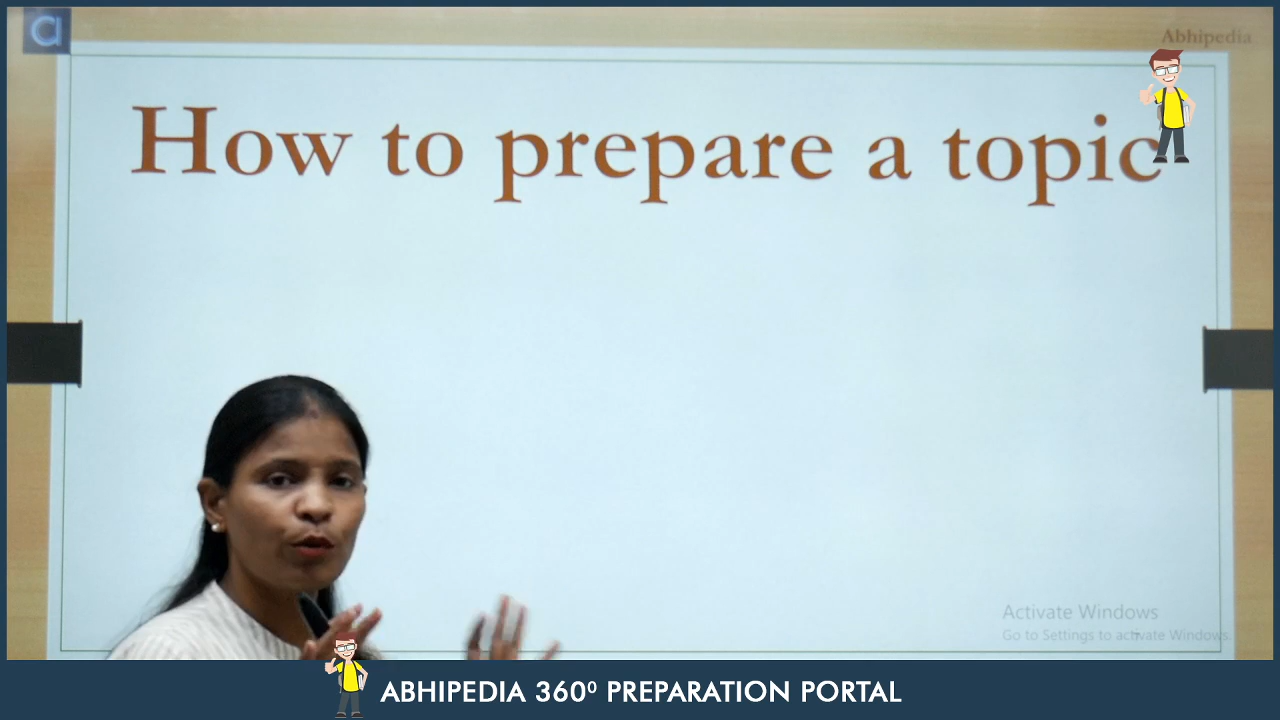 Abhipedia
How to prepare a topic
Activate Windows
Go to Settings to activate Windows.
ABHIPEDIA 360⁰ PREPARATION PORTAL